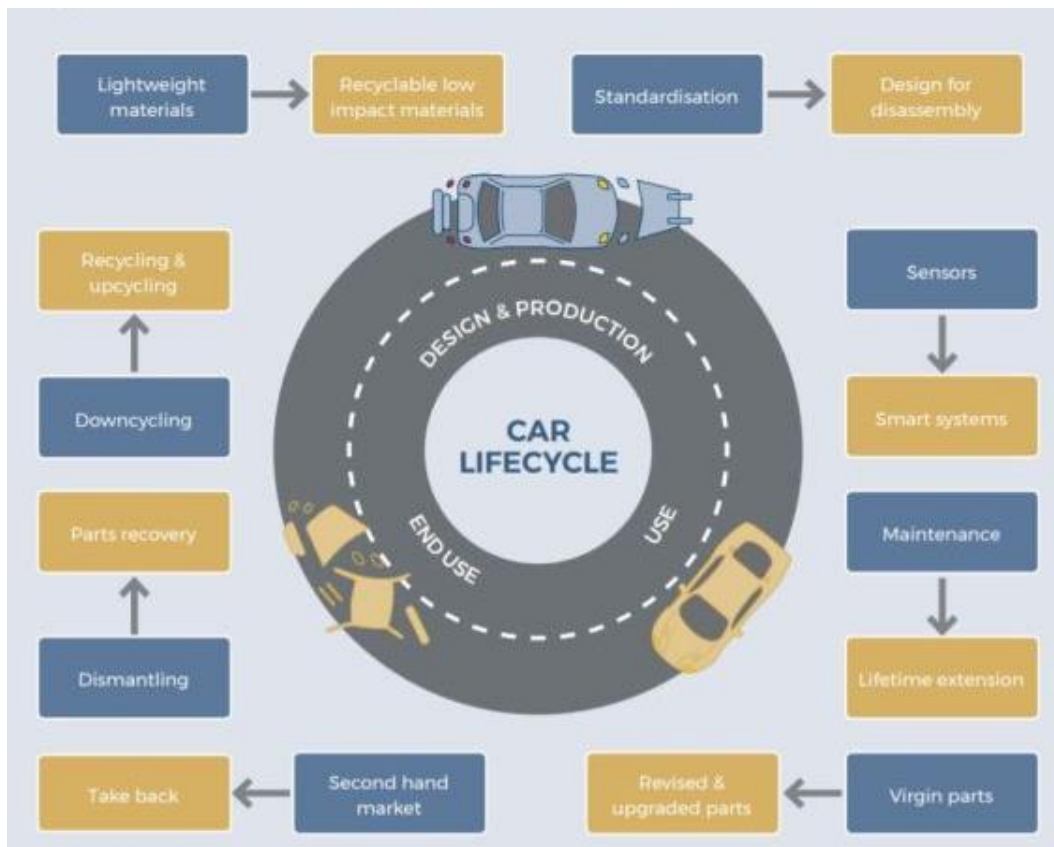 Lightweight
materials
Recyclable low
impact materials
Standardisation
Design for
disassembly
Recycling &
upcycling
Sensors
DESIGN & PRODUCTION
Downcycling
CAR
LIFECYCLE
Smart systems
Parts recovery
END USE
USE
Maintenance
Dismantling
Lifetime extension
Take back
Second hand
market
Revised &
upgraded parts
Virgin parts